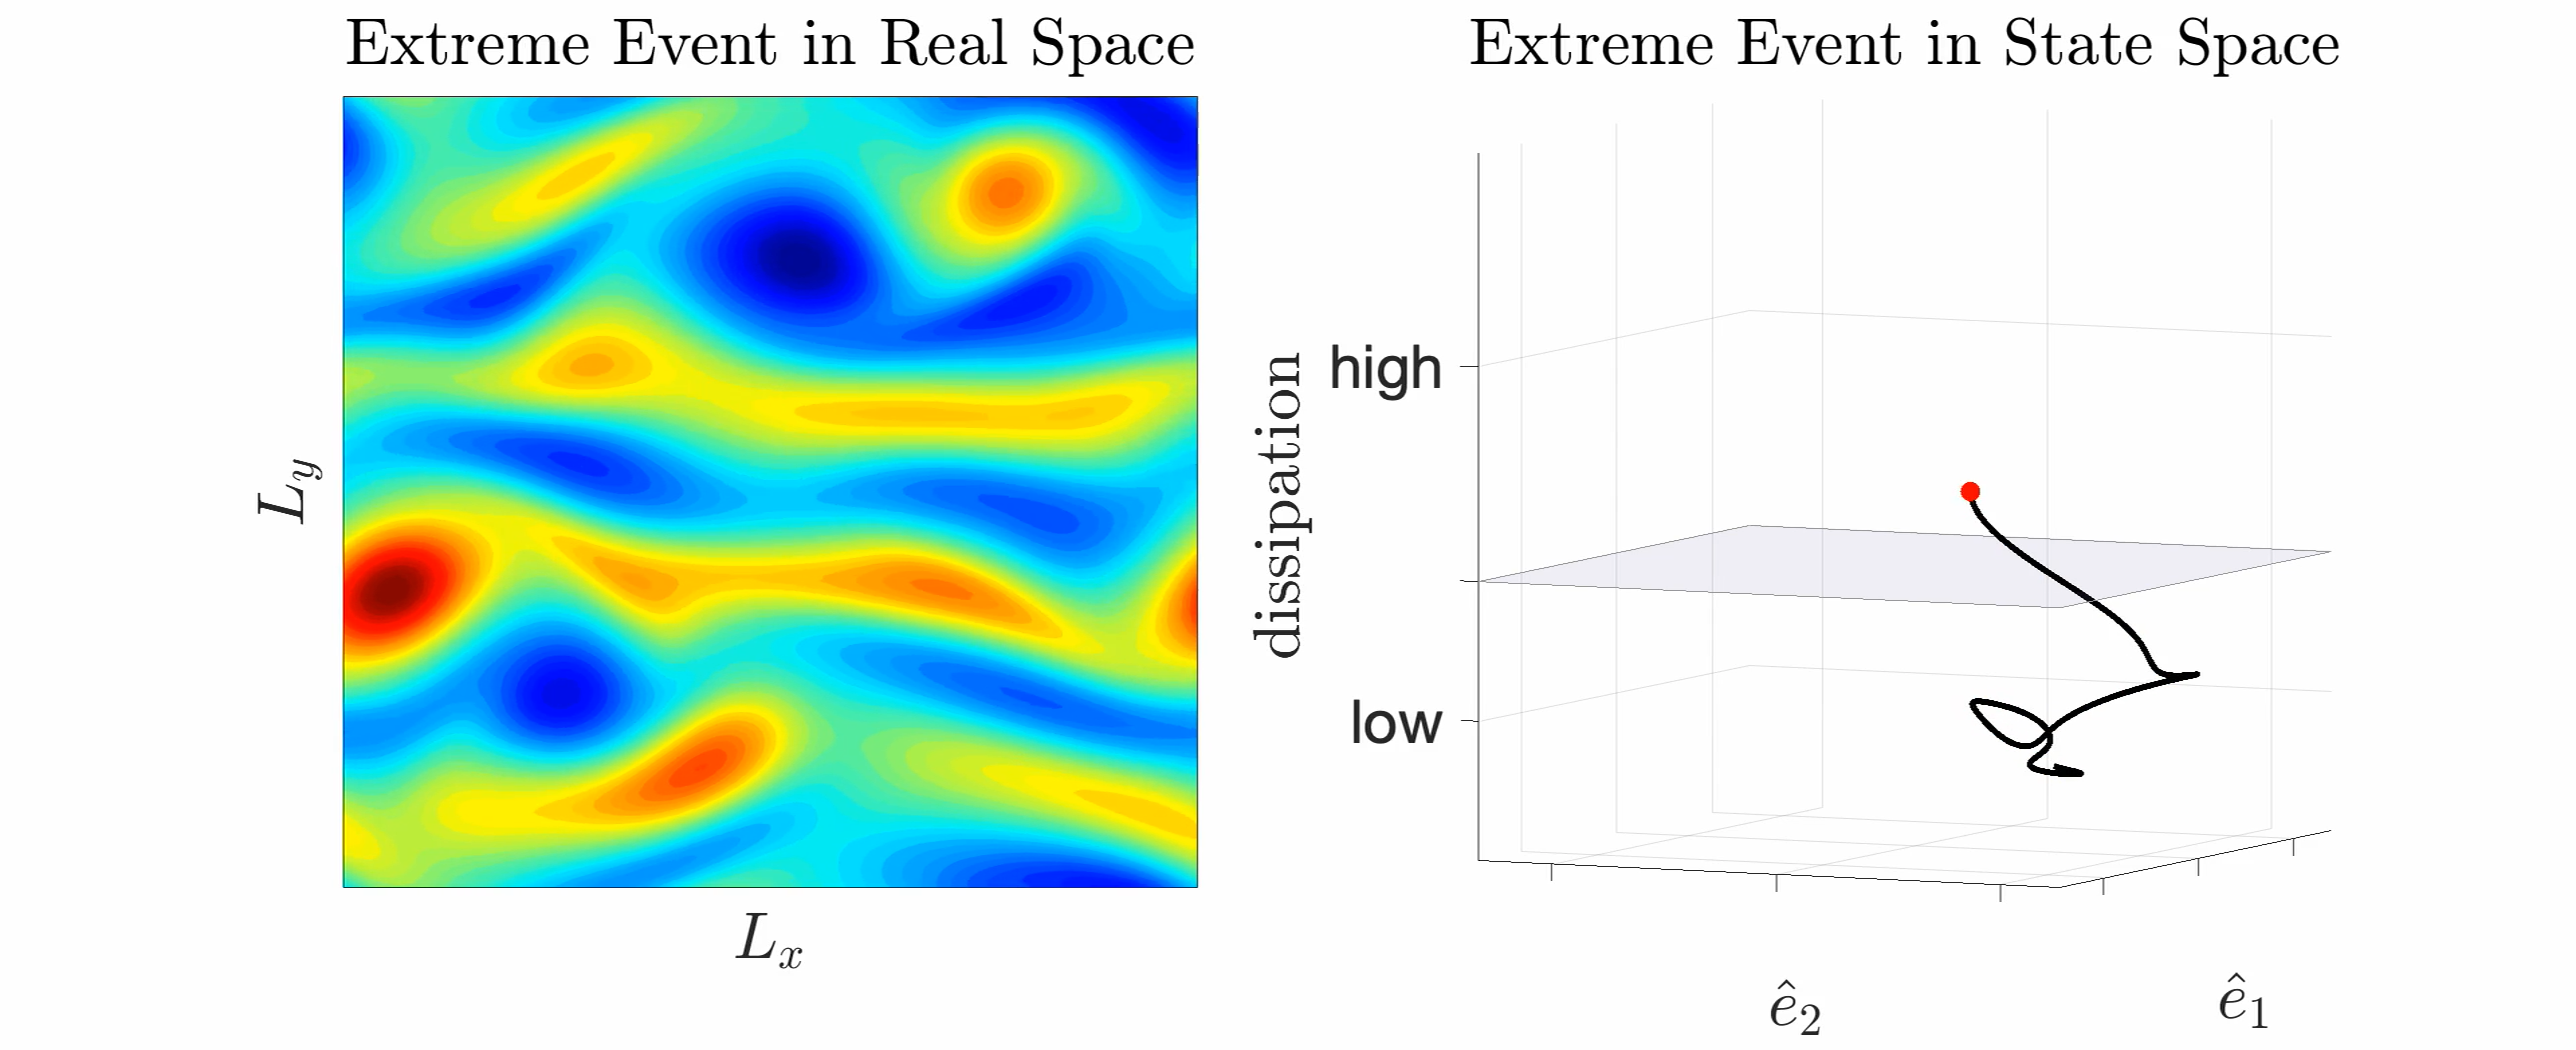 Extreme Event in Real Space
L_y
L_x
Extreme Event in State Space
dissipation
high
low
ê_2
ê_1